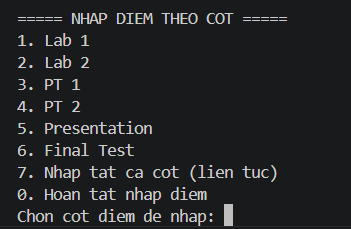 ===== NHAP DIEM THEO COT =====
1. Lab 1
2. Lab 2
3. PT 1
4. PT 2
5. Presentation
6. Final Test
7. Nhap tat ca cot (lien tuc)
0. Hoan tat nhap diem
Chon cot diem de nhap: